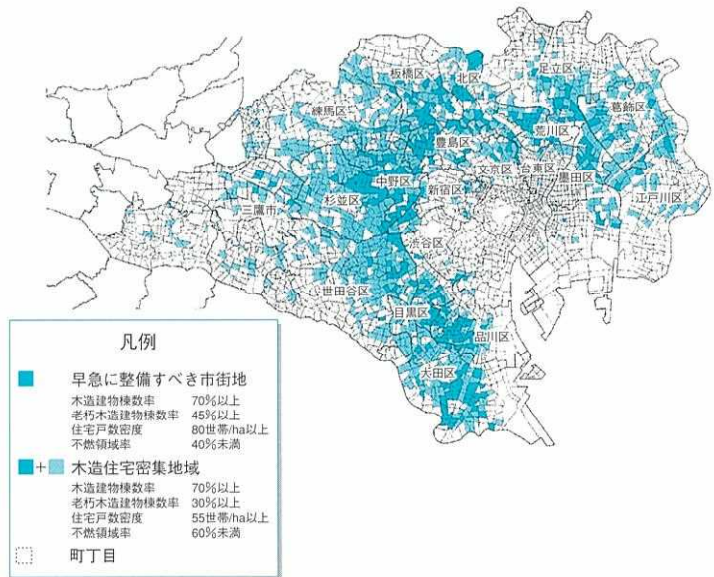 板橋区
北区
足立区
練馬区
葛飾区
荒川区
豊島区
文京区
台東区
墨田区
中野区
新宿区
杉並区
江戸川区
三鷹市
渋谷区
世田谷区
目黒区
品川区
大田区
凡例
早急に整備すべき市街地
木造建物棟数率 70%以上
老朽木造建物棟数率 45%以上
住宅戸数密度 80世帯/ha以上
不燃領域率 40%未満
+ 木造住宅密集地域
木造建物棟数率 70%以上
老朽木造建物棟数率 30%以上
住宅戸数密度 55世帯/ha以上
不燃領域率 60%未満
町丁目